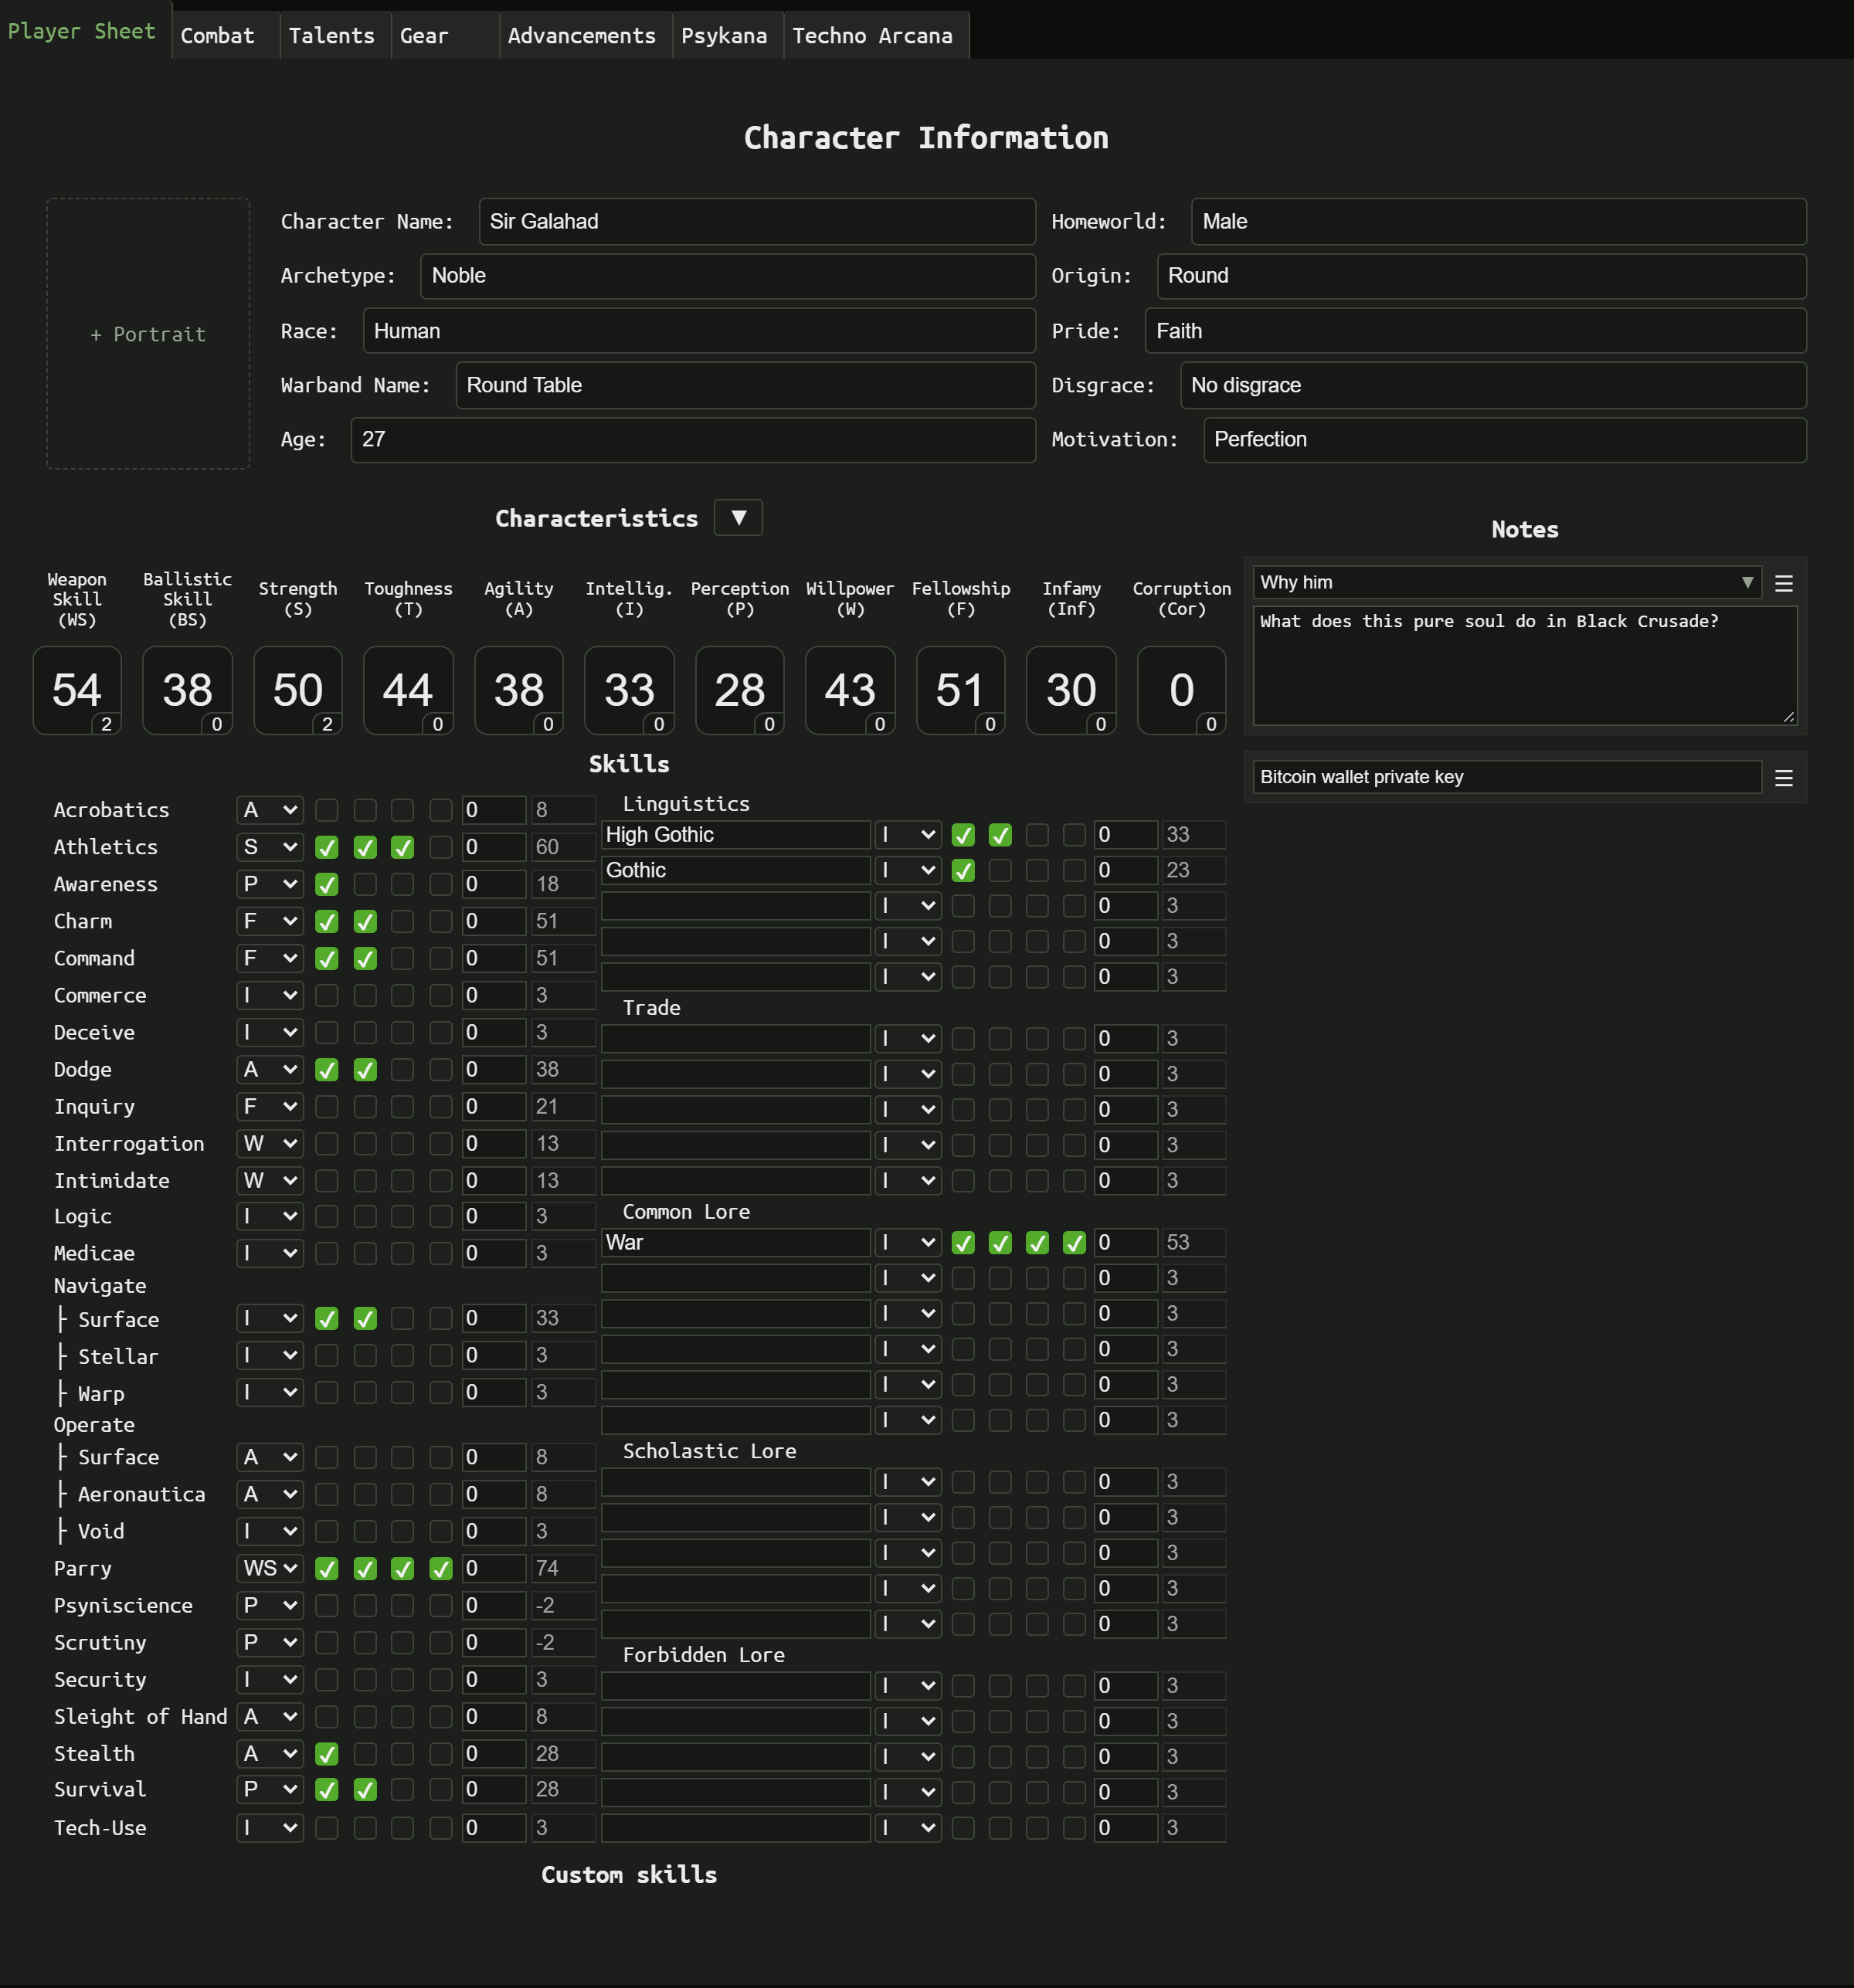 Player Sheet Combat Talents Gear Advancements Psykana Techno Arcana
Character Information
+ Portrait
Character Name: Sir Galahad
Archetype: Noble
Race: Human
Warband Name: Round Table
Age: 27
Homeworld: Male
Origin: Round
Pride: Faith
Disgrace: No disgrace
Motivation: Perfection
Characteristics ▼
Weapon Skill (WS) 54 2
Ballistic Skill (BS) 38 0
Strength (S) 50 2
Toughness (T) 44 0
Agility (A) 38 0
Intellig. (I) 33 0
Perception (P) 28 0
Willpower (W) 43 0
Fellowship (F) 51 0
Infamy (Inf) 30 0
Corruption (Cor) 0 0
Skills
Acrobatics A 0 8
Athletics S 0 60
Awareness P 0 18
Charm F 0 51
Command F 0 51
Commerce I 0 3
Deceive I 0 3
Dodge A 0 38
Inquiry F 0 21
Interrogation W 0 13
Intimidate W 0 13
Logic I 0 3
Medicae I 0 3
Navigate
├ Surface I 0 33
├ Stellar I 0 3
├ Warp I 0 3
Operate
├ Surface A 0 8
├ Aeronautica A 0 8
├ Void I 0 3
Parry WS 0 74
Psyniscience P 0 -2
Scrutiny P 0 -2
Security I 0 3
Sleight of Hand A 0 8
Stealth A 0 28
Survival P 0 28
Tech-Use I 0 3
Linguistics
High Gothic I 0 33
Gothic I 0 23
I 0 3
I 0 3
I 0 3
Trade
I 0 3
I 0 3
I 0 3
I 0 3
I 0 3
Common Lore
War I 0 53
I 0 3
I 0 3
I 0 3
I 0 3
I 0 3
Scholastic Lore
I 0 3
I 0 3
I 0 3
I 0 3
I 0 3
Forbidden Lore
I 0 3
I 0 3
I 0 3
I 0 3
I 0 3
Custom skills
Notes
Why him ▼ ☰
What does this pure soul do in Black Crusade?
Bitcoin wallet private key ☰